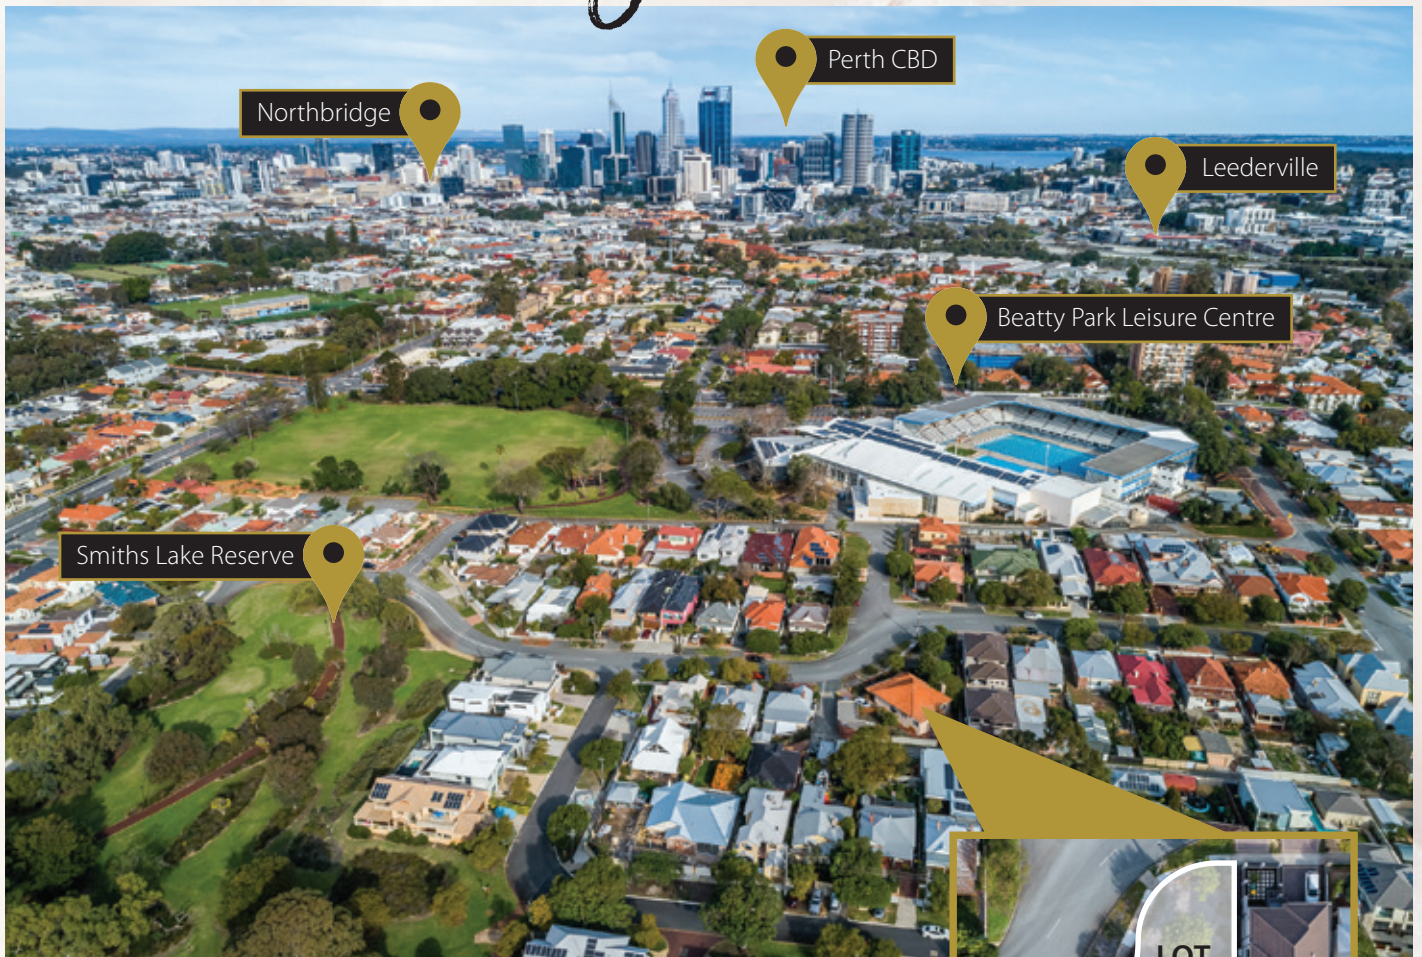 Perth CBD
Northbridge
Leederville
Beatty Park Leisure Centre
Smiths Lake Reserve
LOT